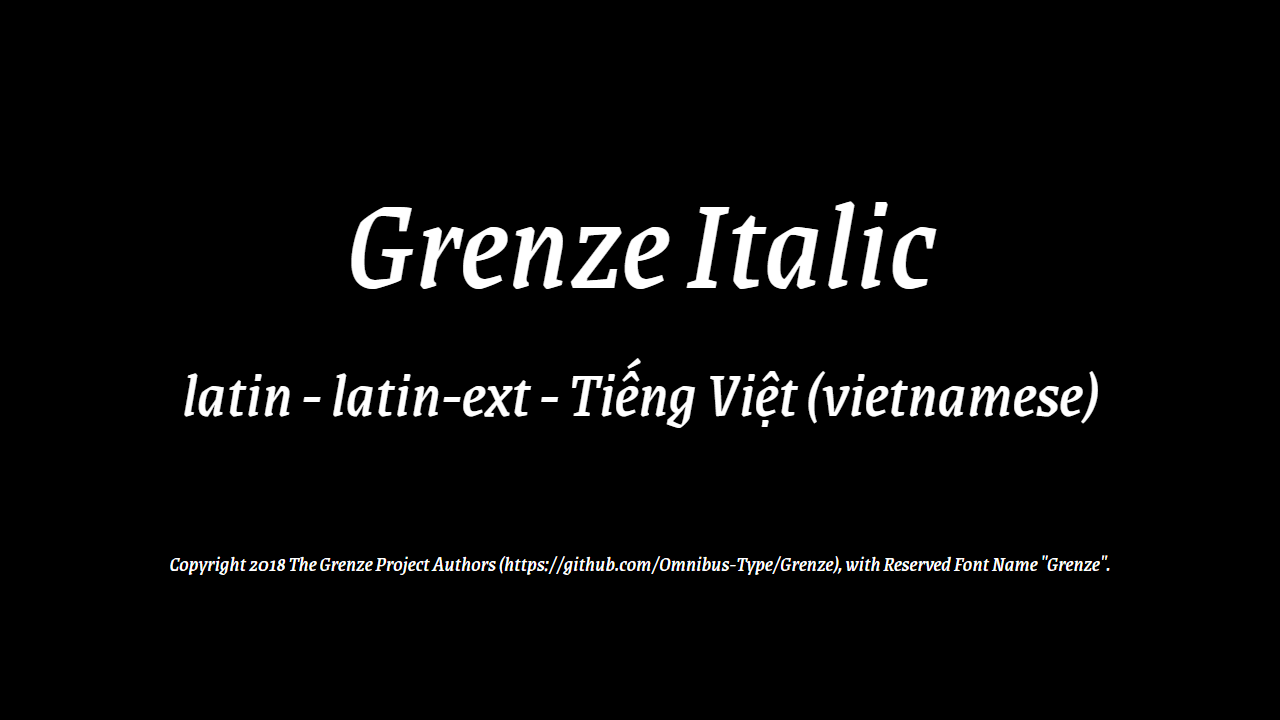 Grenze Italic
latin - latin-ext - Tiếng Việt (vietnamese)
Copyright 2018 The Grenze Project Authors (https://github.com/Omnibus-Type/Grenze), with Reserved Font Name "Grenze".